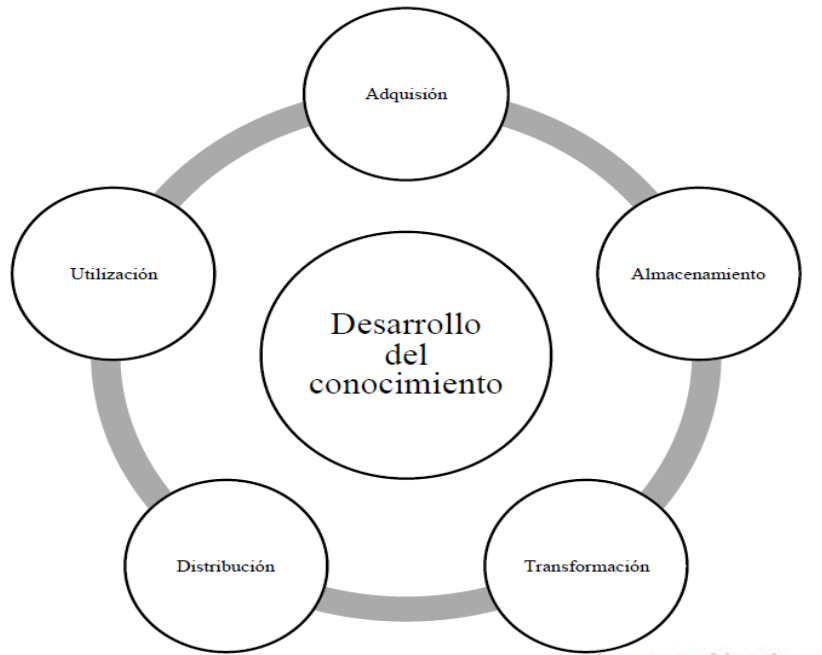 Adquisión
Utilización
Almacenamiento
Desarrollo
del
conocimiento
Distribución
Transformación